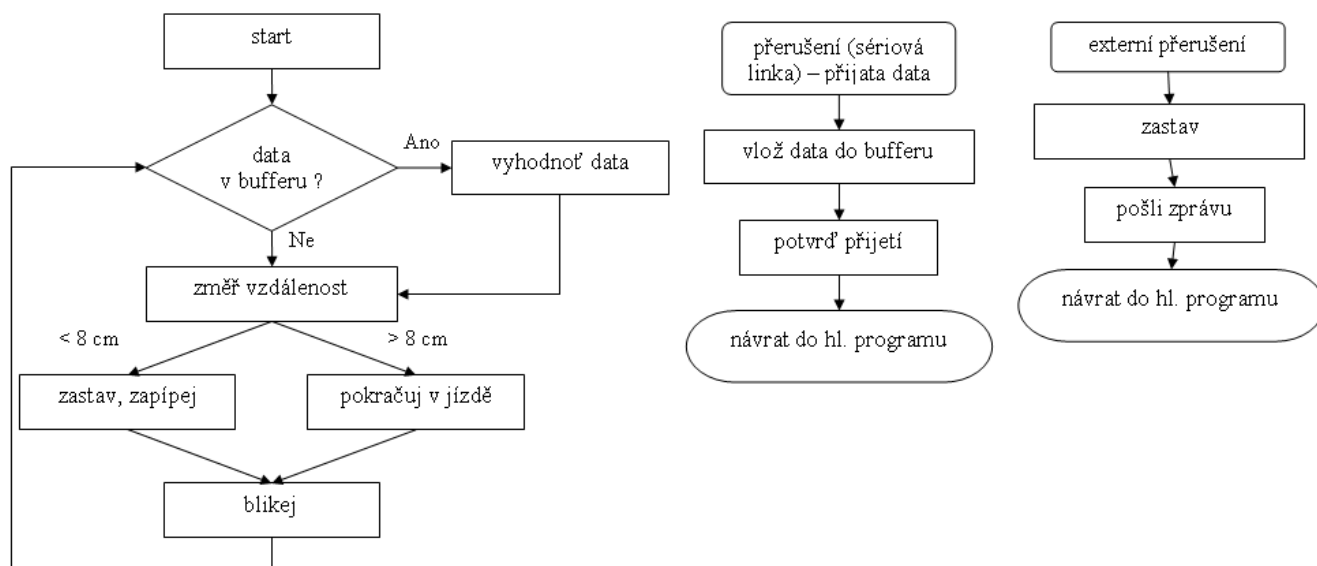 start
data
v bufferu ?
Ano
vyhodnoť data
Ne
změř vzdálenost
< 8 cm
> 8 cm
zastav, zapípej
pokračuj v jízdě
blikej
přerušení (sériová
linka) – přijata data
vlož data do bufferu
potvrď přijetí
návrat do hl. programu
externí přerušení
zastav
pošli zprávu
návrat do hl. programu